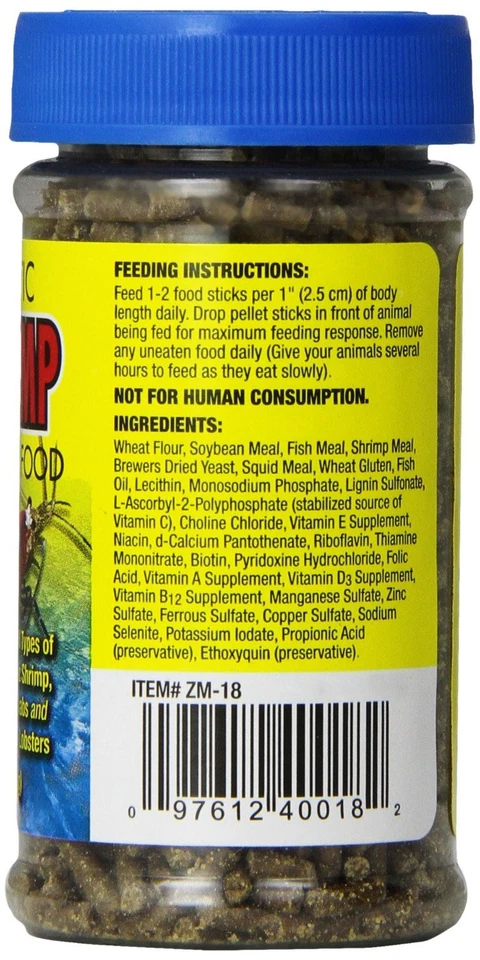 TIC
MP
FOOD
Types of
Shrimp,
abs and
Lobsters
FEEDING INSTRUCTIONS:
Feed 1-2 food sticks per 1" (2.5 cm) of body
length daily. Drop pellet sticks in front of animal
being fed for maximum feeding response. Remove
any uneaten food daily (Give your animals several
hours to feed as they eat slowly).
NOT FOR HUMAN CONSUMPTION.
INGREDIENTS:
Wheat Flour, Soybean Meal, Fish Meal, Shrimp Meal,
Brewers Dried Yeast, Squid Meal, Wheat Gluten, Fish
Oil, Lecithin, Monosodium Phosphate, Lignin Sulfonate,
L-Ascorbyl-2-Polyphosphate (stabilized source of
Vitamin C), Choline Chloride, Vitamin E Supplement,
Niacin, d-Calcium Pantothenate, Riboflavin, Thiamine
Mononitrate, Biotin, Pyridoxine Hydrochloride, Folic
Acid, Vitamin A Supplement, Vitamin D3 Supplement,
Vitamin B12 Supplement, Manganese Sulfate, Zinc
Sulfate, Ferrous Sulfate, Copper Sulfate, Sodium
Selenite, Potassium Iodate, Propionic Acid
(preservative), Ethoxyquin (preservative).
ITEM# ZM-18
0 97612 40018 2